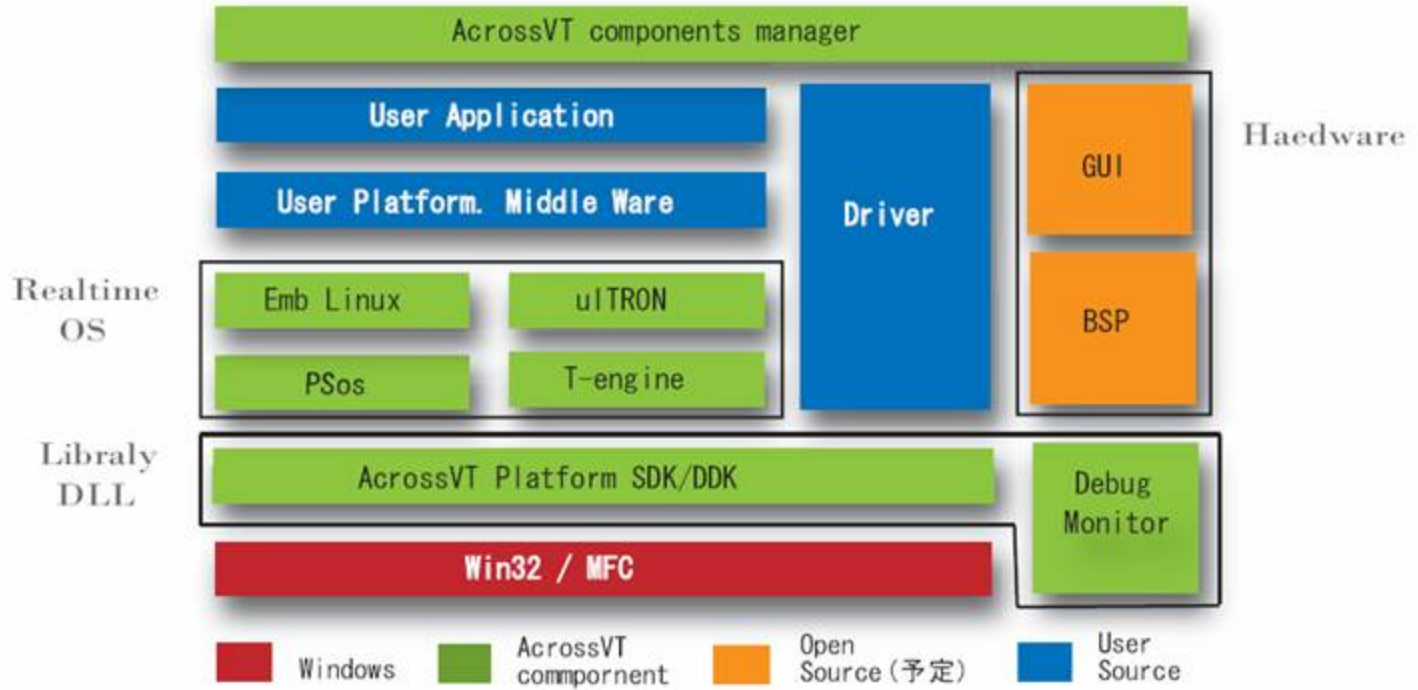 AcrossVT components manager
User Application
User Platform. Middle Ware
Driver
GUI
BSP
Haedware
Realtime
OS
Emb Linux
uITRON
PSos
T-engine
Libraly
DLL
AcrossVT Platform SDK/DDK
Debug
Monitor
Win32 / MFC
Windows
AcrossVT
commpornent
Open
Source(予定)
User
Source